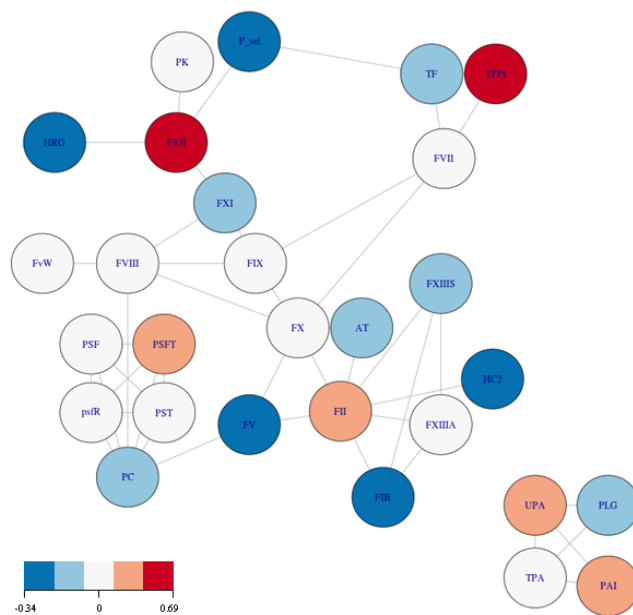 P_sel
PK
TF
TFPI
HRG
FXII
FVII
FXI
FvW
FVIII
FIX
FXIIIS
FX
AT
PSF
PSFT
HC2
psfR
PST
FV
FII
FXIIIA
PC
FIB
UPA
PLG
TPA
PAI
-0.34
0
0.69